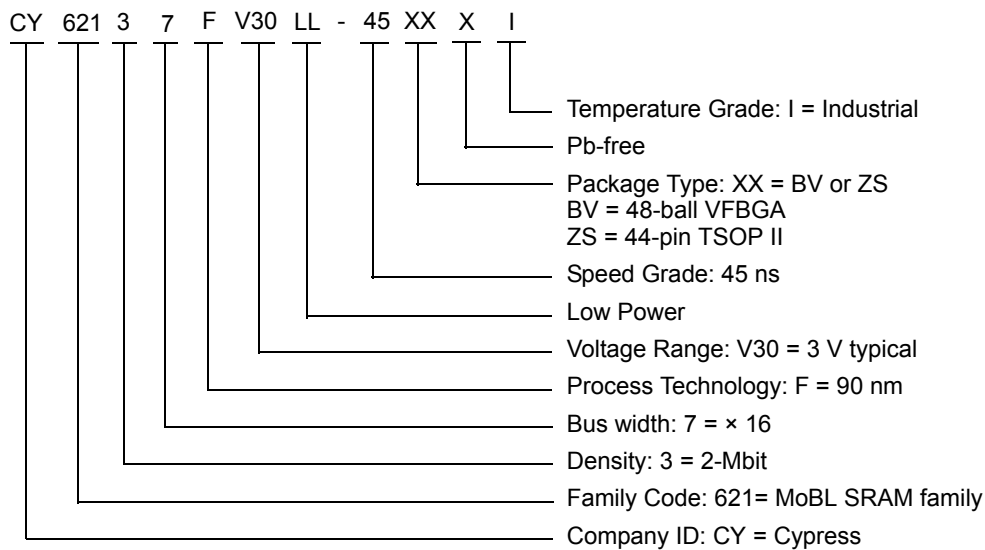 CY 621 3 7 F V30 LL - 45 XX X I
Temperature Grade: I = Industrial
Pb-free
Package Type: XX = BV or ZS
BV = 48-ball VFBGA
ZS = 44-pin TSOP II
Speed Grade: 45 ns
Low Power
Voltage Range: V30 = 3 V typical
Process Technology: F = 90 nm
Bus width: 7 = × 16
Density: 3 = 2-Mbit
Family Code: 621= MoBL SRAM family
Company ID: CY = Cypress